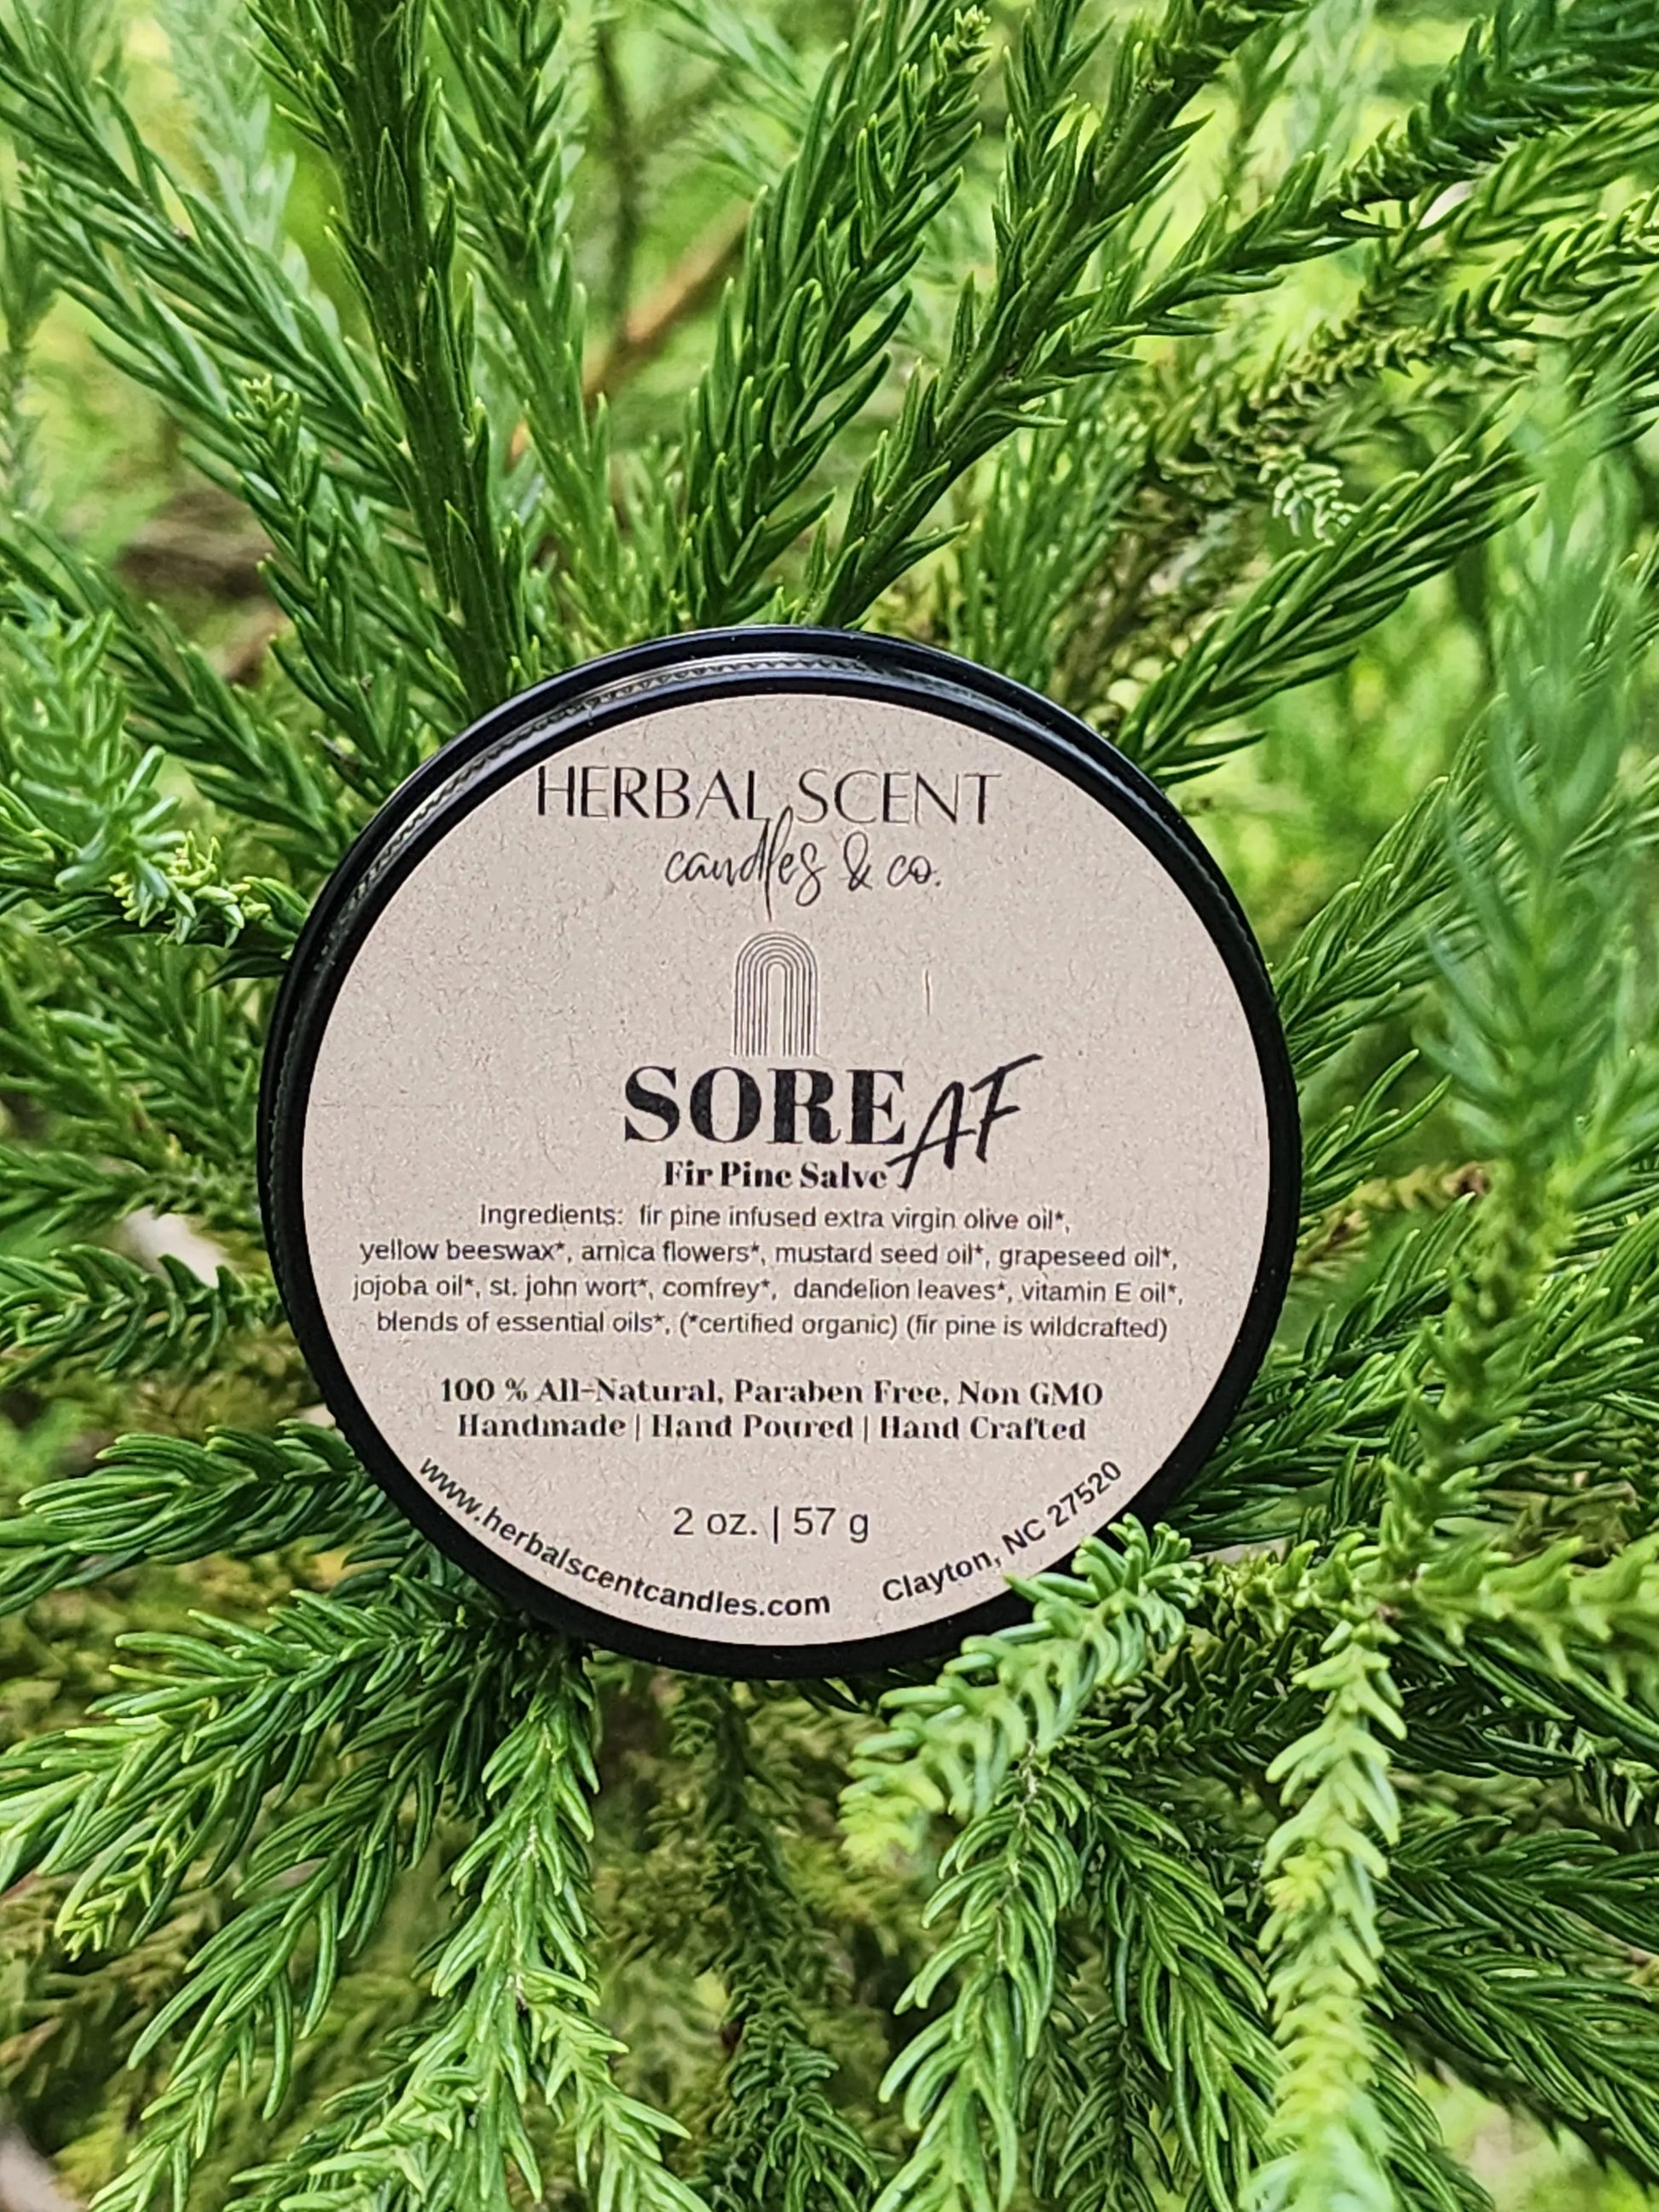 HERBAL SCENT
candles & co.
SORE AF
Fir Pine Salve
Ingredients: fir pine infused extra virgin olive oil*,
yellow beeswax*, arnica flowers*, mustard seed oil*, grapeseed oil*,
jojoba oil*, st. john wort*, comfrey*, dandelion leaves*, vitamin E oil*,
blends of essential oils*, (*certified organic) (fir pine is wildcrafted)
100 % All-Natural, Paraben Free, Non GMO
Handmade | Hand Poured | Hand Crafted
2 oz. | 57 g
www.herbalscentcandles.com
Clayton, NC 27520